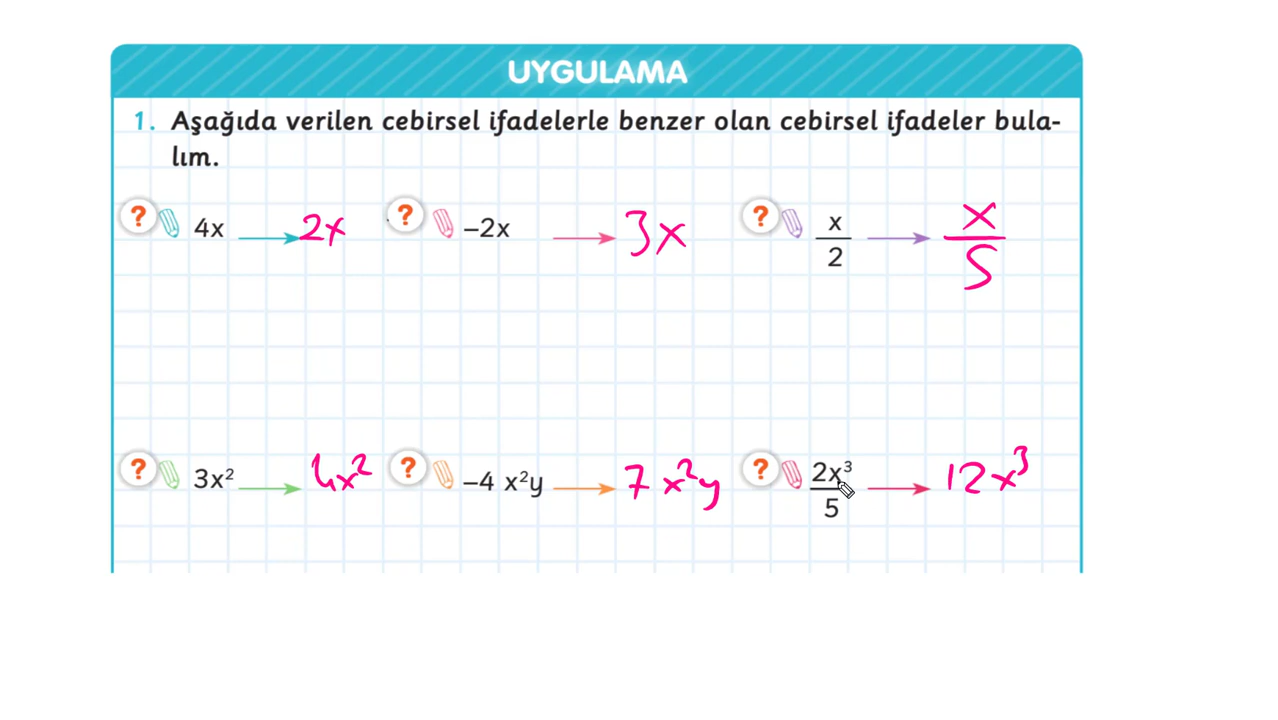 UYGULAMA
1. Aşağıda verilen cebirsel ifadelerle benzer olan cebirsel ifadeler bula-
lım.
? 4x → 2x ? –2x → 3x ? x/2 → x/5
? 3x² → 4x² ? –4 x²y → 7x²y ? 2x³/5 → 12x³